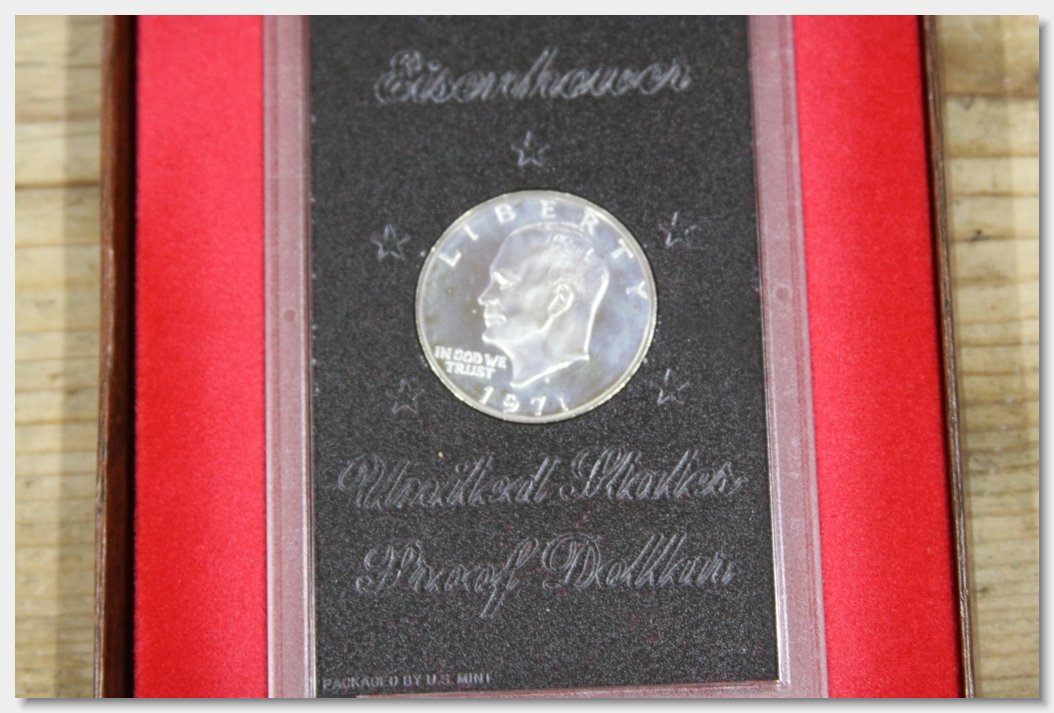 Eisenhower
LIBERTY
IN GOD WE
TRUST
S
1971
United States
Proof Dollar
PACKAGED BY U.S. MINT